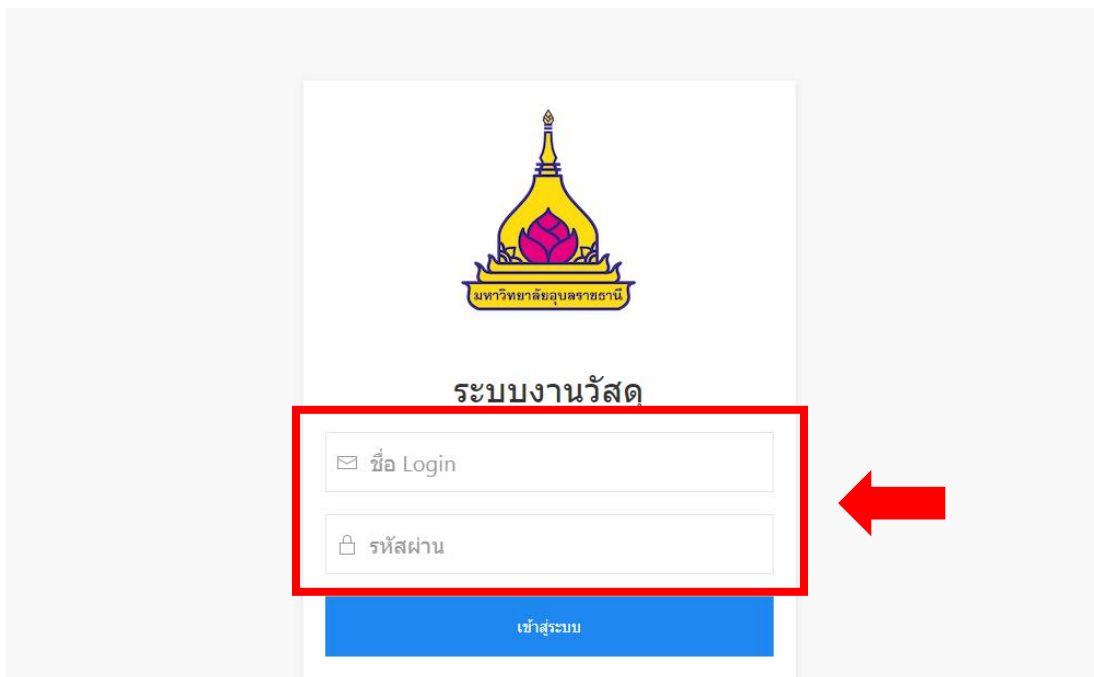 มหาวิทยาลัยอุบลราชธานี
ระบบงานวัสดุ
ชื่อ Login
รหัสผ่าน
เข้าสู่ระบบ